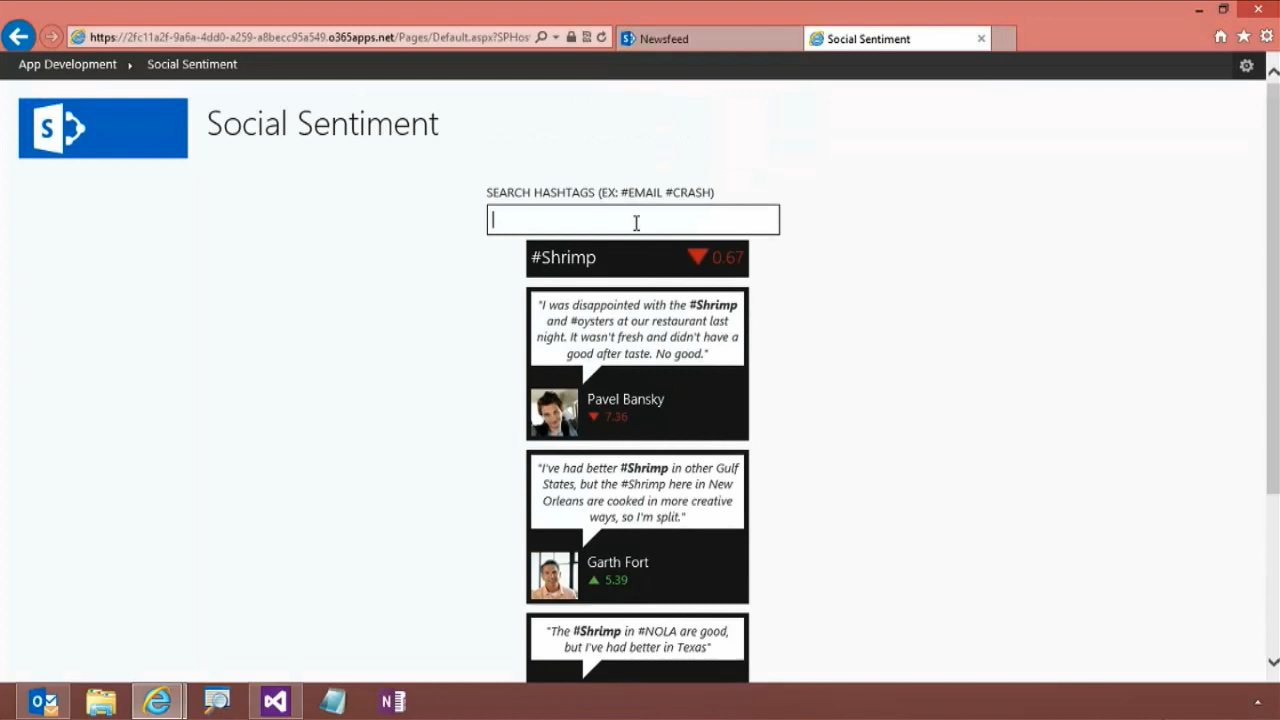 https://2fc11a2f-9a6a-4dd0-a259-a8becc95a549.o365apps.net/Pages/Default.aspx?SPHos
Newsfeed
Social Sentiment
App Development
Social Sentiment
S
Social Sentiment
SEARCH HASHTAGS (EX: #EMAIL #CRASH)
#Shrimp
0.67
"I was disappointed with the #Shrimp
and #oysters at our restaurant last
night. It wasn't fresh and didn't have a
good after taste. No good."
Pavel Bansky
7.36
"I've had better #Shrimp in other Gulf
States, but the #Shrimp here in New
Orleans are cooked in more creative
ways, so I'm split."
Garth Fort
5.39
"The #Shrimp in #NOLA are good,
but I've had better in Texas"